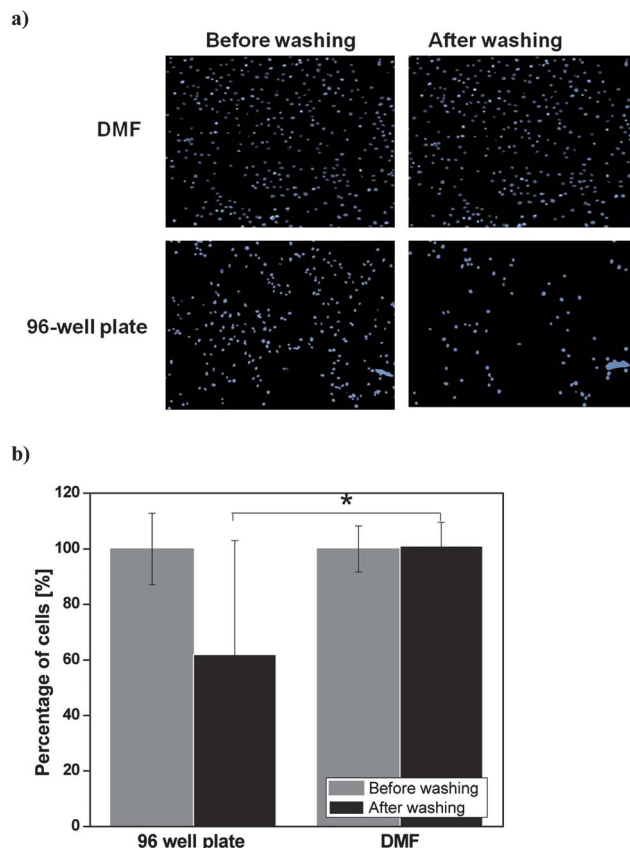 a)
Before washing
After washing
DMF
96-well plate
b)
120
100
80
60
40
20
0
Percentage of cells [%]
*
Before washing
After washing
96 well plate
DMF